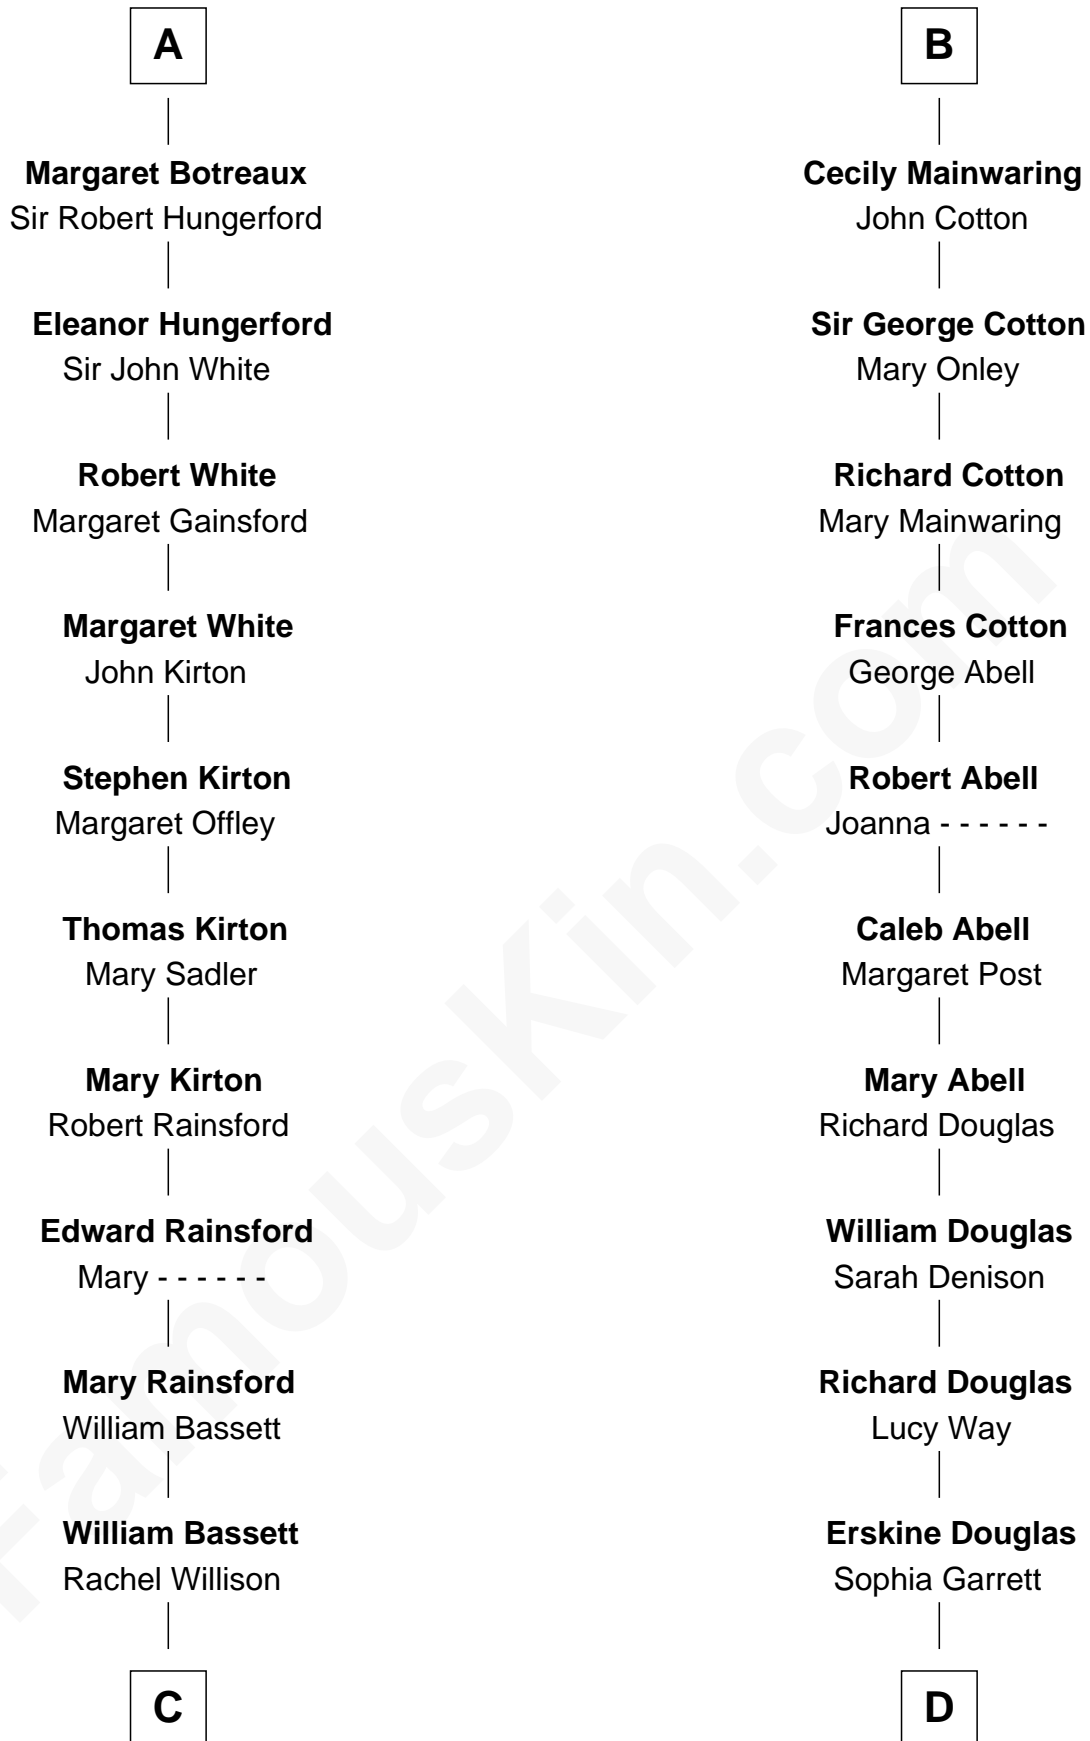 A
Margaret Botreaux
Sir Robert Hungerford
Eleanor Hungerford
Sir John White
Robert White
Margaret Gainsford
Margaret White
John Kirton
Stephen Kirton
Margaret Offley
Thomas Kirton
Mary Sadler
Mary Kirton
Robert Rainsford
Edward Rainsford
Mary - - - - - -
Mary Rainsford
William Bassett
William Bassett
Rachel Willison
C
B
Cecily Mainwaring
John Cotton
Sir George Cotton
Mary Onley
Richard Cotton
Mary Mainwaring
Frances Cotton
George Abell
Robert Abell
Joanna - - - - - -
Caleb Abell
Margaret Post
Mary Abell
Richard Douglas
William Douglas
Sarah Denison
Richard Douglas
Lucy Way
Erskine Douglas
Sophia Garrett
D
FamousKin.com